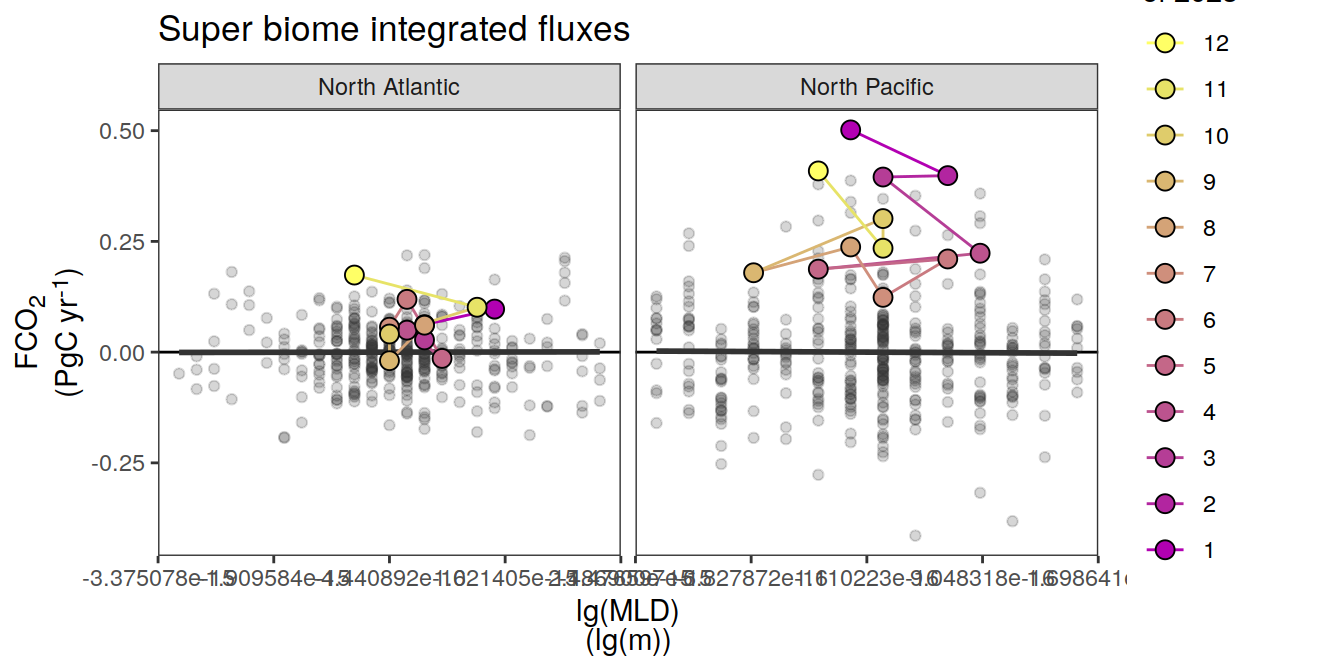 Super biome integrated fluxes
North Atlantic
North Pacific
0.50
0.25
0.00
-0.25
FCO2
(PgC yr−1)
lg(MLD)
(lg(m))
12
11
10
9
8
7
6
5
4
3
2
1